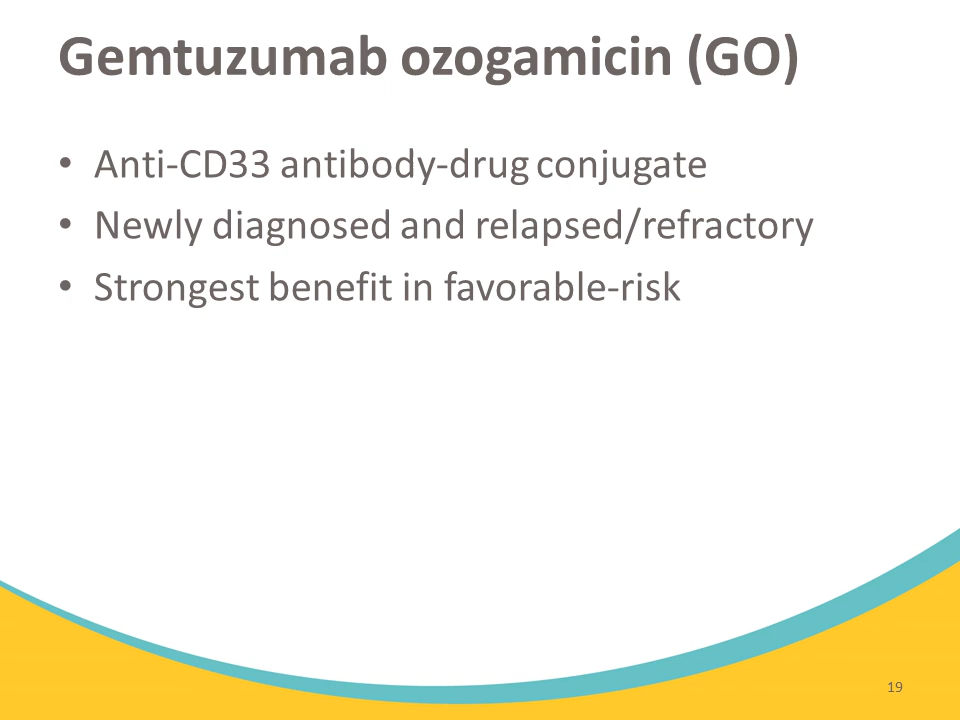 Gemtuzumab ozogamicin (GO)
• Anti-CD33 antibody-drug conjugate
• Newly diagnosed and relapsed/refractory
• Strongest benefit in favorable-risk
19